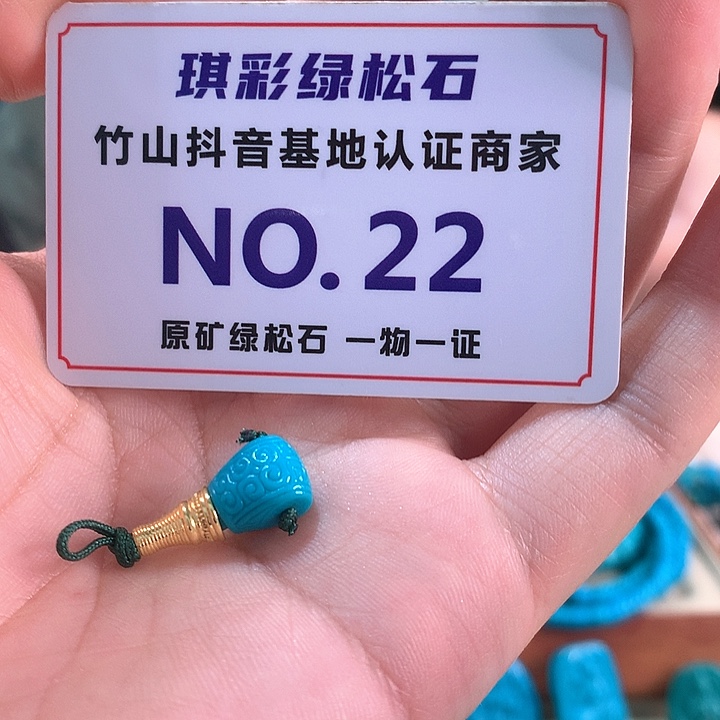 琪彩绿松石
竹山抖音基地认证商家
NO.22
原矿绿松石 一物一证